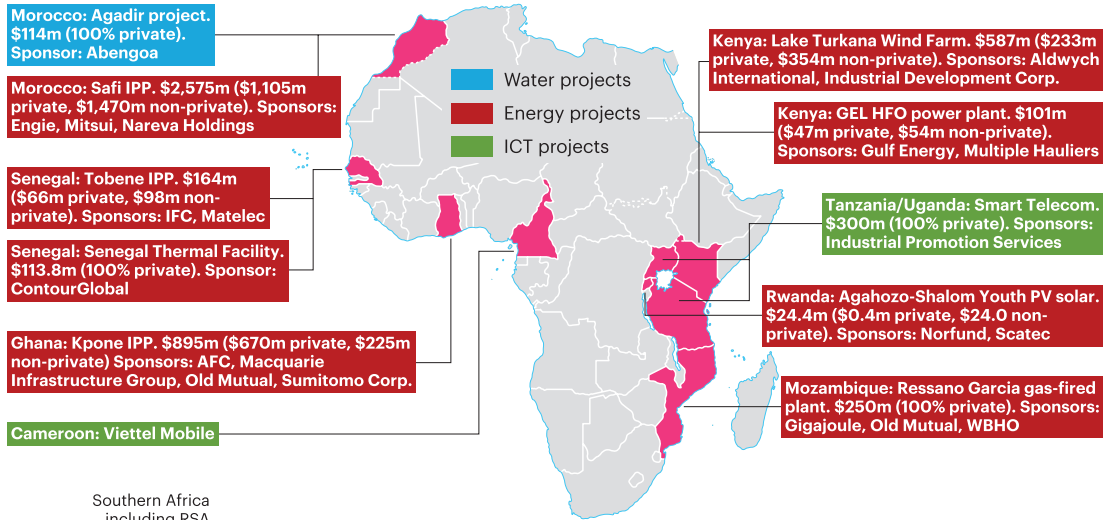 Morocco: Agadir project.
$114m (100% private).
Sponsor: Abengoa
Morocco: Safi IPP. $2,575m ($1,105m
private, $1,470m non-private). Sponsors:
Engie, Mitsui, Nareva Holdings
Senegal: Tobene IPP. $164m
($66m private, $98m non-
private). Sponsors: IFC, Matelec
Senegal: Senegal Thermal Facility.
$113.8m (100% private). Sponsor:
ContourGlobal
Ghana: Kpone IPP. $895m ($670m private, $225m
non-private) Sponsors: AFC, Macquarie
Infrastructure Group, Old Mutual, Sumitomo Corp.
Cameroon: Viettel Mobile
Water projects
Energy projects
ICT projects
Kenya: Lake Turkana Wind Farm. $587m ($233m
private, $354m non-private). Sponsors: Aldwych
International, Industrial Development Corp.
Kenya: GEL HFO power plant. $101m
($47m private, $54m non-private).
Sponsors: Gulf Energy, Multiple Hauliers
Tanzania/Uganda: Smart Telecom.
$300m (100% private). Sponsors:
Industrial Promotion Services
Rwanda: Agahozo-Shalom Youth PV solar.
$24.4m ($0.4m private, $24.0 non-
private). Sponsors: Norfund, Scatec
Mozambique: Ressano Garcia gas-fired
plant. $250m (100% private). Sponsors:
Gigajoule, Old Mutual, WBHO
Southern Africa
including RSA